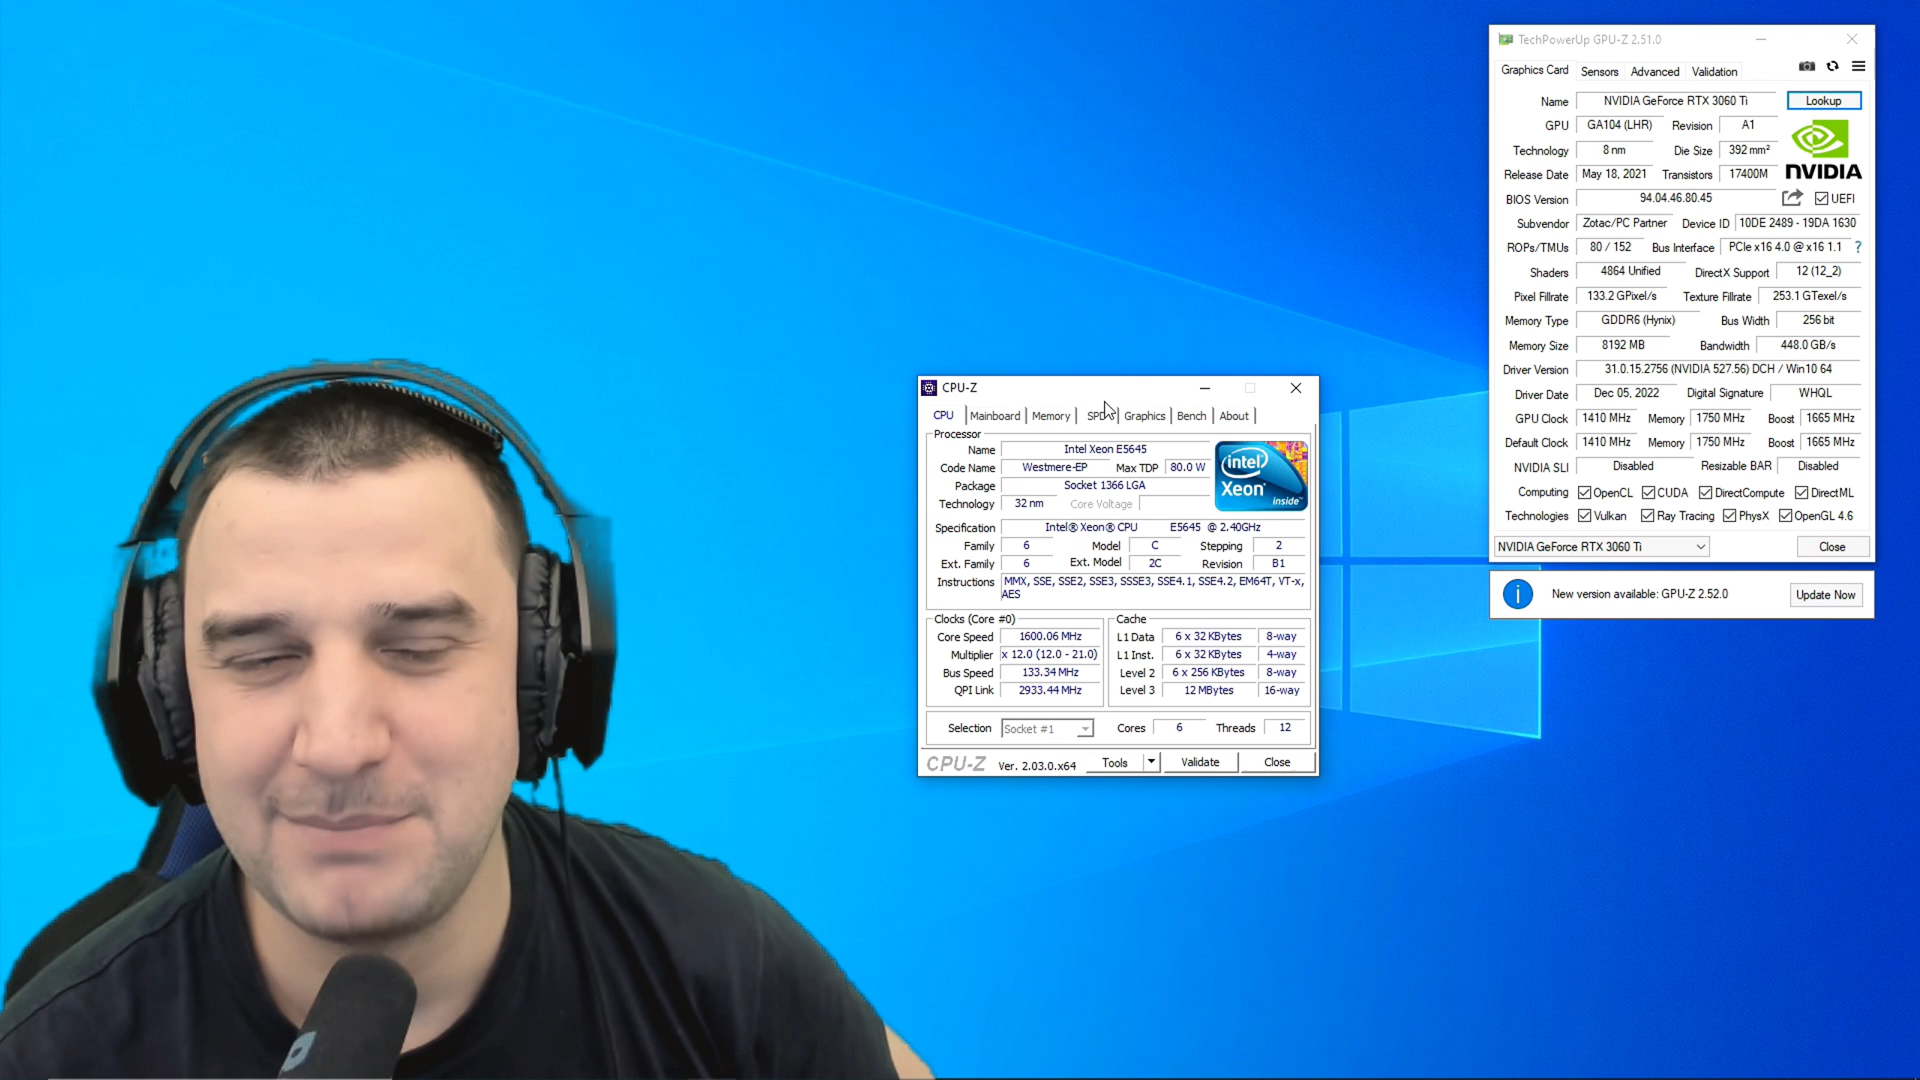 CPU-Z
CPU Mainboard Memory SPD Graphics Bench About
Processor
Name Intel Xeon E5645
Code Name Westmere-EP Max TDP 80.0 W
Package Socket 1366 LGA
Technology 32 nm Core Voltage
intel Xeon inside™
Specification Intel® Xeon® CPU E5645 @ 2.40GHz
Family 6 Model C Stepping 2
Ext. Family 6 Ext. Model 2C Revision B1
Instructions MMX, SSE, SSE2, SSE3, SSSE3, SSE4.1, SSE4.2, EM64T, VT-x,
AES
Clocks (Core #0)
Core Speed 1600.06 MHz
Multiplier x 12.0 (12.0 - 21.0)
Bus Speed 133.34 MHz
QPI Link 2933.44 MHz
Cache
L1 Data 6 x 32 KBytes 8-way
L1 Inst. 6 x 32 KBytes 4-way
Level 2 6 x 256 KBytes 8-way
Level 3 12 MBytes 16-way
Selection Socket #1 Cores 6 Threads 12
CPU-Z Ver. 2.03.0.x64 Tools Validate Close
TechPowerUp GPU-Z 2.51.0
Graphics Card Sensors Advanced Validation
Name NVIDIA GeForce RTX 3060 Ti Lookup
GPU GA104 (LHR) Revision A1
Technology 8 nm Die Size 392 mm²
NVIDIA
Release Date May 18, 2021 Transistors 17400M
BIOS Version 94.04.46.80.45 UEFI
Subvendor Zotac/PC Partner Device ID 10DE 2489 - 19DA 1630
ROPs/TMUs 80 / 152 Bus Interface PCIe x16 4.0 @ x16 1.1 ?
Shaders 4864 Unified DirectX Support 12 (12_2)
Pixel Fillrate 133.2 GPixel/s Texture Fillrate 253.1 GTexel/s
Memory Type GDDR6 (Hynix) Bus Width 256 bit
Memory Size 8192 MB Bandwidth 448.0 GB/s
Driver Version 31.0.15.2756 (NVIDIA 527.56) DCH / Win10 64
Driver Date Dec 05, 2022 Digital Signature WHQL
GPU Clock 1410 MHz Memory 1750 MHz Boost 1665 MHz
Default Clock 1410 MHz Memory 1750 MHz Boost 1665 MHz
NVIDIA SLI Disabled Resizable BAR Disabled
Computing OpenCL CUDA DirectCompute DirectML
Technologies Vulkan Ray Tracing PhysX OpenGL 4.6
NVIDIA GeForce RTX 3060 Ti Close
New version available: GPU-Z 2.52.0 Update Now